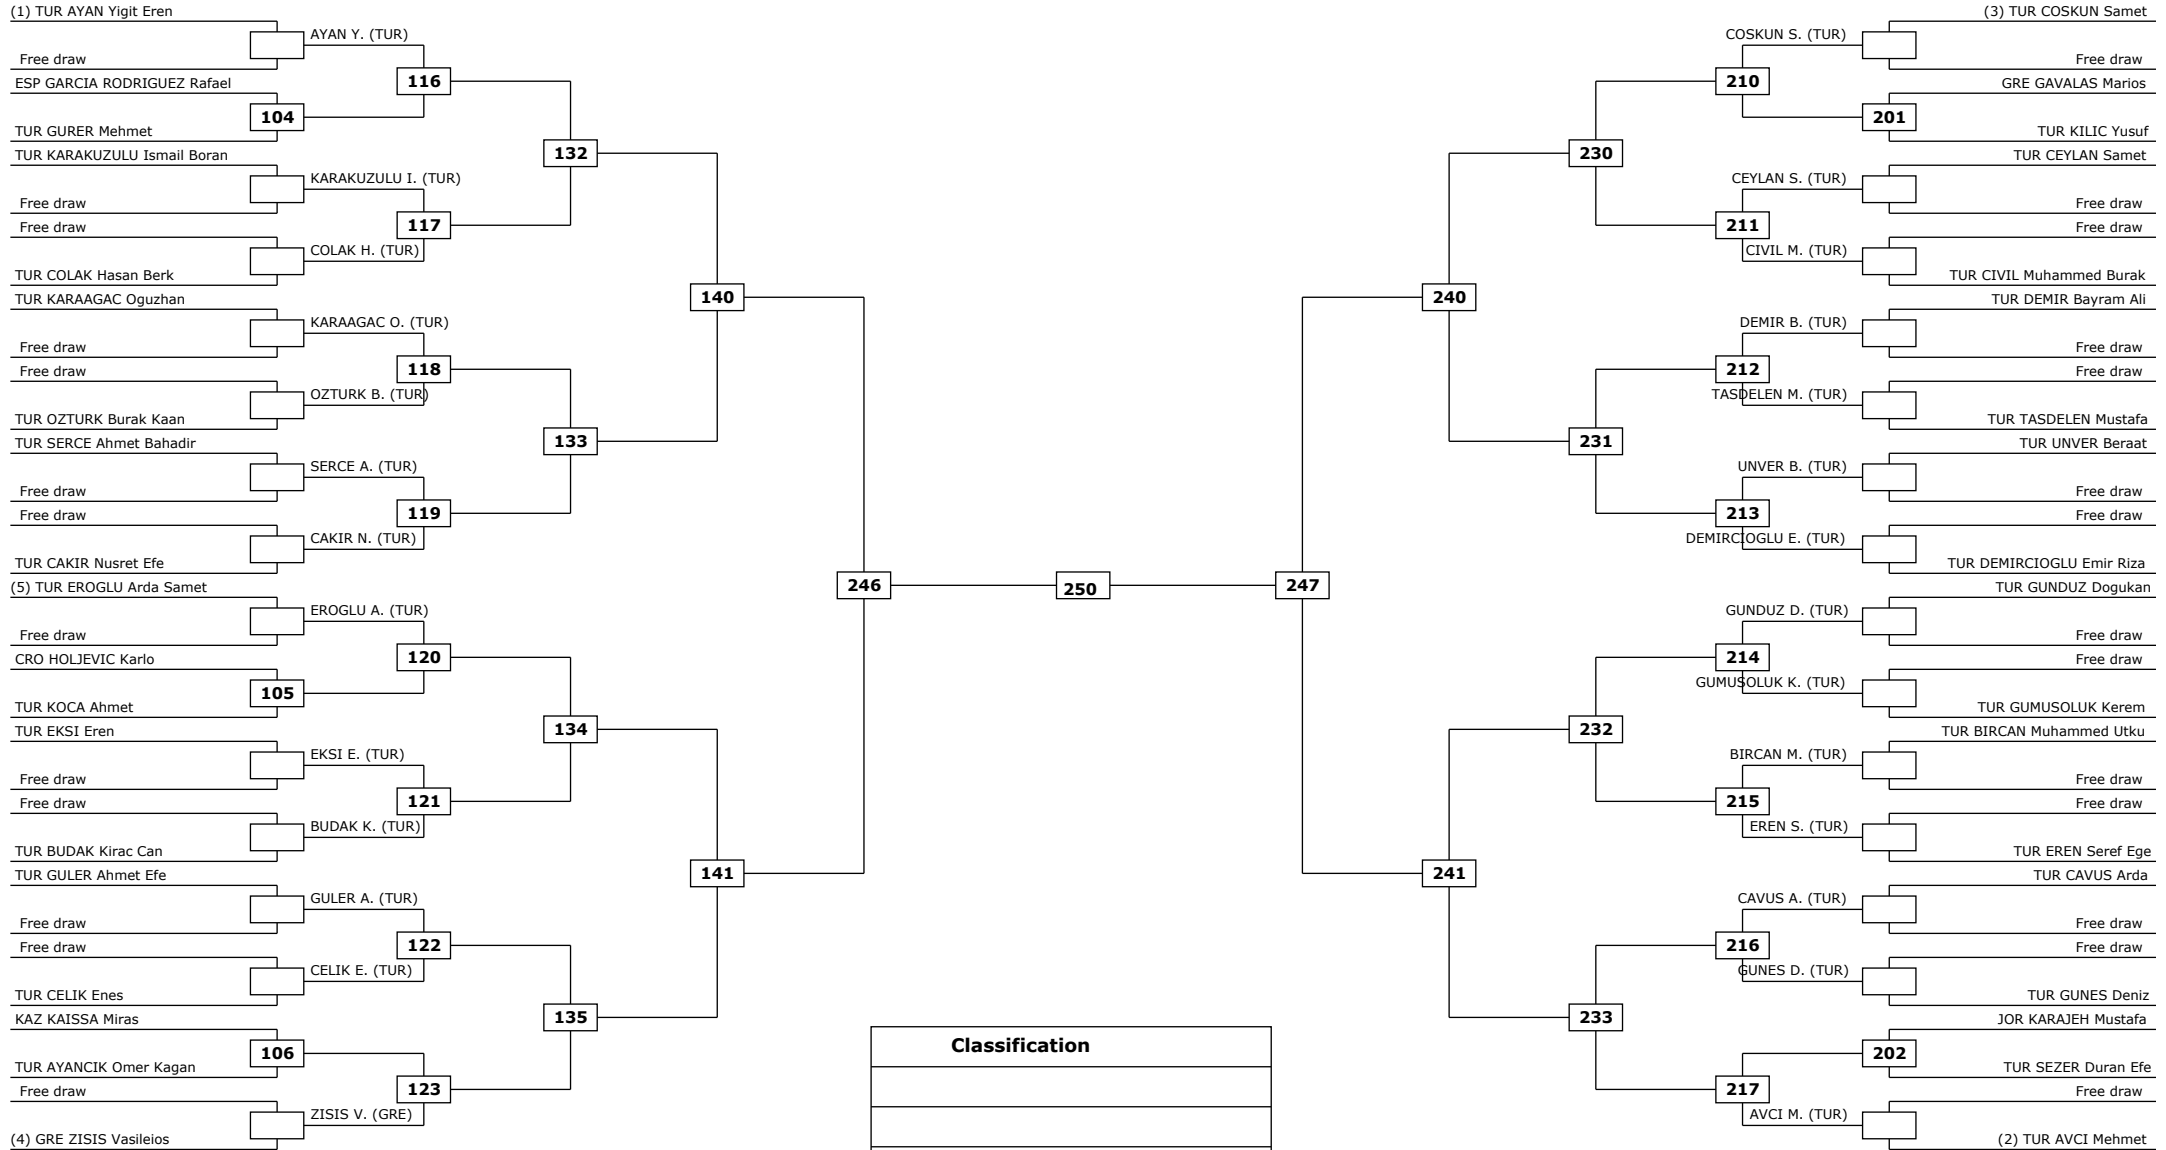 (1) TUR AYAN Yigit Eren
AYAN Y. (TUR)
Free draw
116
ESP GARCIA RODRIGUEZ Rafael
104
TUR GURER Mehmet
132
TUR KARAKUZULU Ismail Boran
KARAKUZULU I. (TUR)
Free draw
117
Free draw
COLAK H. (TUR)
TUR COLAK Hasan Berk
140
TUR KARAAGAC Oguzhan
KARAAGAC O. (TUR)
Free draw
118
Free draw
OZTURK B. (TUR)
TUR OZTURK Burak Kaan
133
TUR SERCE Ahmet Bahadir
SERCE A. (TUR)
Free draw
119
Free draw
CAKIR N. (TUR)
TUR CAKIR Nusret Efe
246
(5) TUR EROGLU Arda Samet
EROGLU A. (TUR)
Free draw
120
CRO HOLJEVIC Karlo
105
TUR KOCA Ahmet
134
TUR EKSI Eren
EKSI E. (TUR)
Free draw
121
Free draw
BUDAK K. (TUR)
TUR BUDAK Kirac Can
141
TUR GULER Ahmet Efe
GULER A. (TUR)
Free draw
122
Free draw
CELIK E. (TUR)
TUR CELIK Enes
135
KAZ KAISSA Miras
106
TUR AYANCIK Omer Kagan
123
Free draw
ZISIS V. (GRE)
(4) GRE ZISIS Vasileios
250
Classification
(3) TUR COSKUN Samet
COSKUN S. (TUR)
Free draw
210
GRE GAVALAS Marios
201
TUR KILIC Yusuf
230
TUR CEYLAN Samet
CEYLAN S. (TUR)
Free draw
211
Free draw
CIVIL M. (TUR)
TUR CIVIL Muhammed Burak
240
TUR DEMIR Bayram Ali
DEMIR B. (TUR)
Free draw
212
Free draw
TASDELEN M. (TUR)
TUR TASDELEN Mustafa
231
TUR UNVER Beraat
UNVER B. (TUR)
Free draw
213
Free draw
DEMIRCIOGLU E. (TUR)
TUR DEMIRCIOGLU Emir Riza
247
TUR GUNDUZ Dogukan
GUNDUZ D. (TUR)
Free draw
214
Free draw
GUMUSOLUK K. (TUR)
TUR GUMUSOLUK Kerem
232
TUR BIRCAN Muhammed Utku
BIRCAN M. (TUR)
Free draw
215
Free draw
EREN S. (TUR)
TUR EREN Seref Ege
241
TUR CAVUS Arda
CAVUS A. (TUR)
Free draw
216
Free draw
GUNES D. (TUR)
TUR GUNES Deniz
233
JOR KARAJEH Mustafa
202
TUR SEZER Duran Efe
217
Free draw
AVCI M. (TUR)
(2) TUR AVCI Mehmet